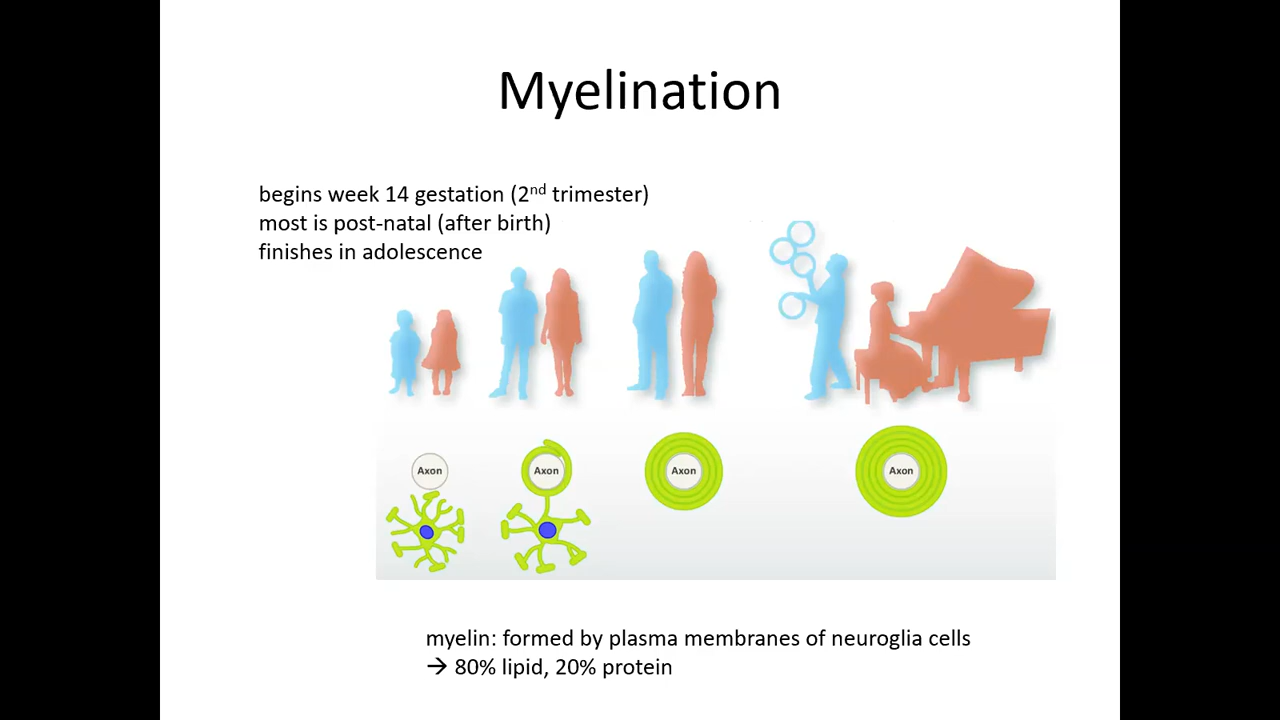 Myelination
begins week 14 gestation (2nd trimester)
most is post-natal (after birth)
finishes in adolescence
Axon
Axon
Axon
Axon
myelin: formed by plasma membranes of neuroglia cells
→ 80% lipid, 20% protein